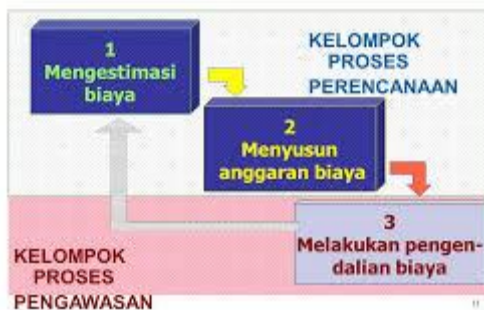 1
Mengestimasi
biaya
KELOMPOK
PROSES
PERENCANAAN
2
Menyusun
anggaran biaya
3
Melakukan pengen-
dalian biaya
KELOMPOK
PROSES
PENGAWASAN